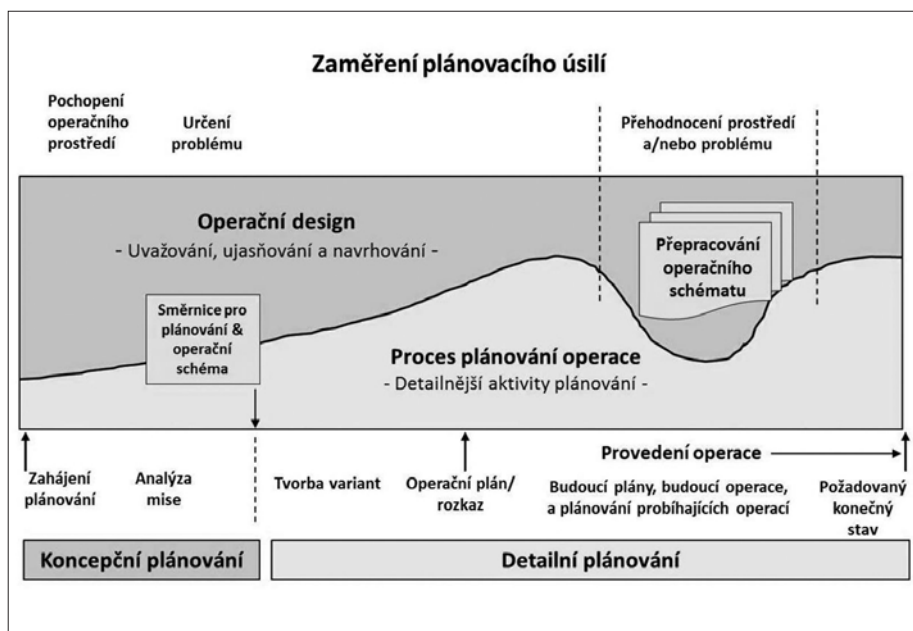 Zaměření plánovacího úsilí
Pochopení
operačního
prostředí
Určení
problému
Přehodnocení prostředí
a/nebo problému
Operační design
- Uvažování, ujasňování a navrhování -
Přepracování
operačního
schématu
Směrnice pro
plánování &
operační
schéma
Proces plánování operace
- Detailnější aktivity plánování -
Zahájení
plánování
Analýza
mise
Tvorba variant
Operační plán/
rozkaz
Provedení operace
Budoucí plány, budoucí operace,
a plánování probíhajících operací
Požadovaný
konečný
stav
Koncepční plánování
Detailní plánování